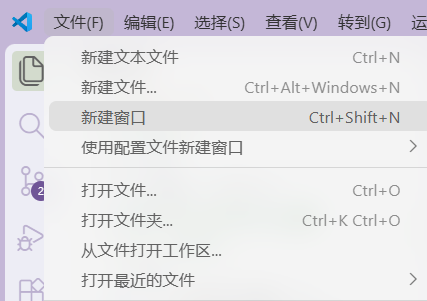 文件(F) 编辑(E) 选择(S) 查看(V) 转到(G)
新建文本文件 Ctrl+N
新建文件... Ctrl+Alt+Windows+N
新建窗口 Ctrl+Shift+N
使用配置文件新建窗口
2
打开文件... Ctrl+O
打开文件夹... Ctrl+K Ctrl+O
从文件打开工作区...
打开最近的文件